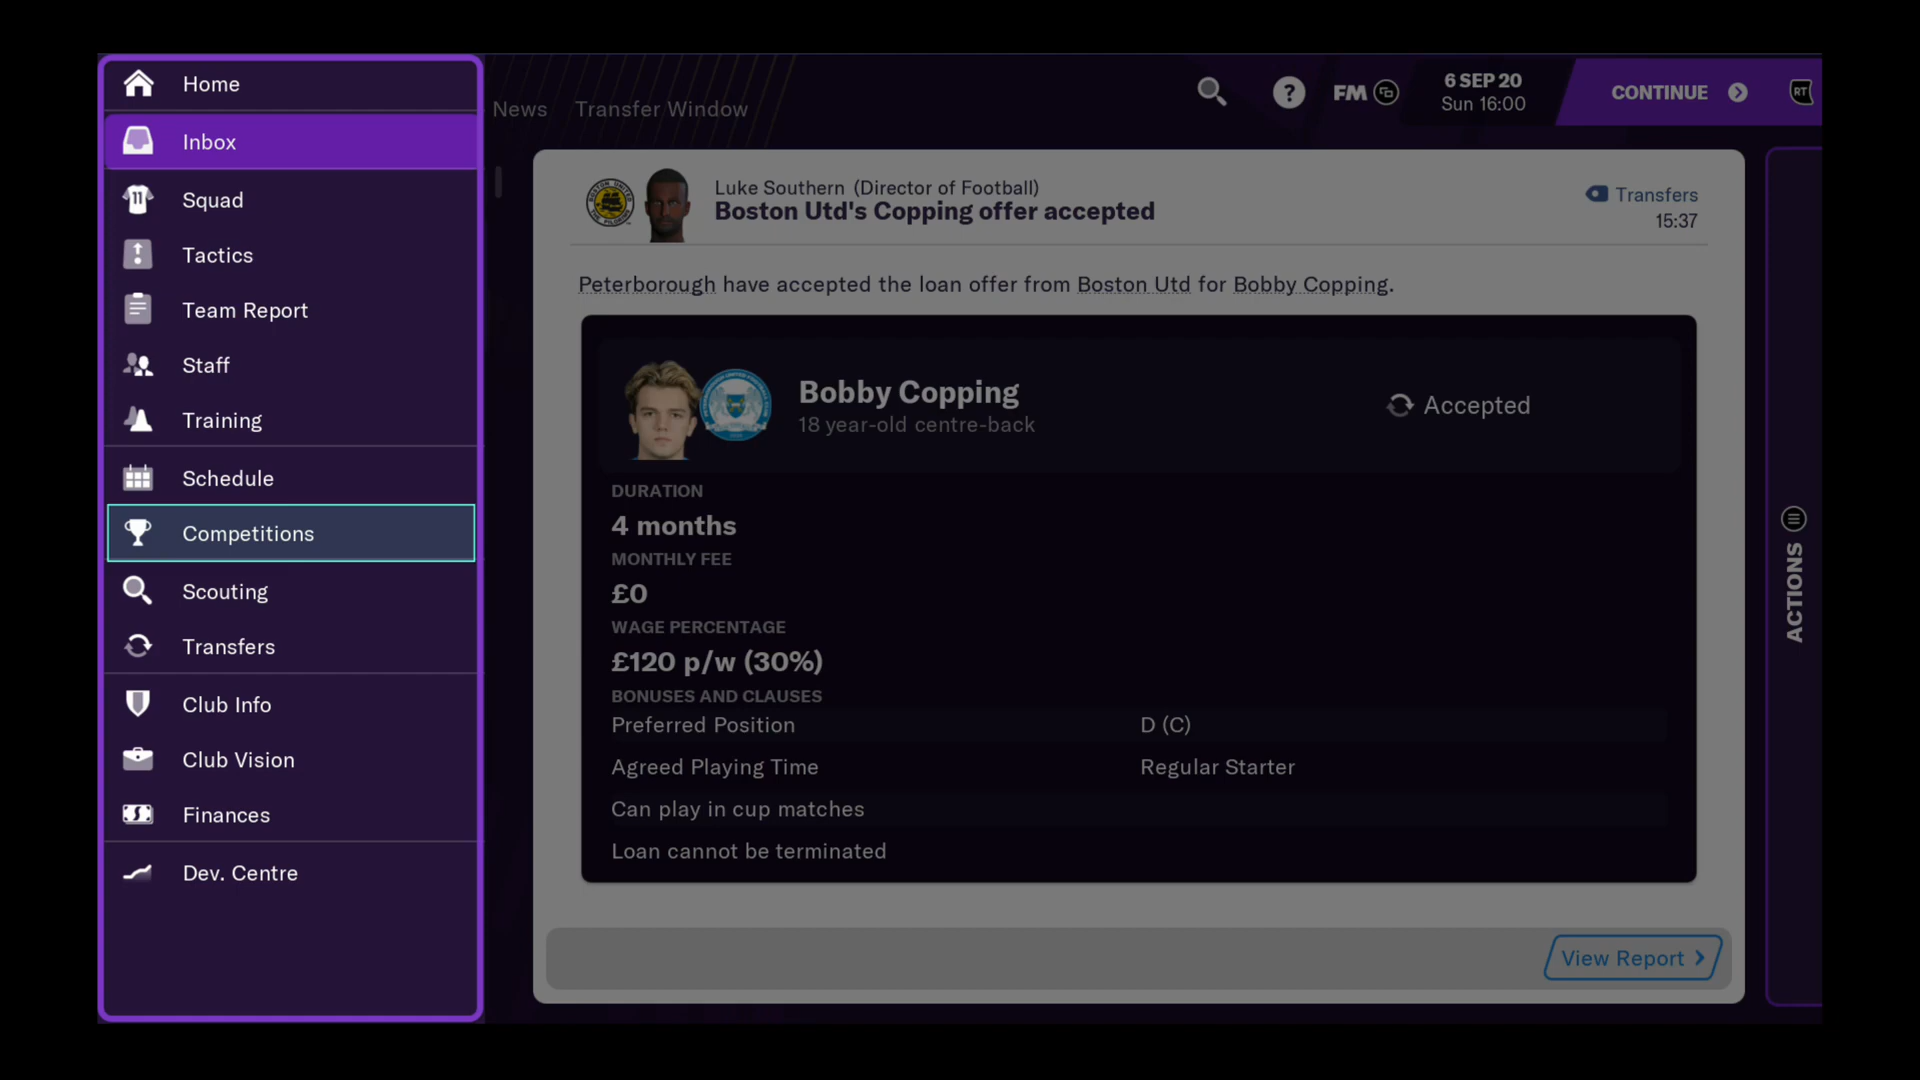 Home
Inbox
Squad
Tactics
Team Report
Staff
Training
Schedule
Competitions
Scouting
Transfers
Club Info
Club Vision
Finances
Dev. Centre
News Transfer Window
? FM
6 SEP 20
Sun 16:00
CONTINUE
RT
Luke Southern (Director of Football)
Boston Utd's Copping offer accepted
Transfers
15:37
Peterborough have accepted the loan offer from Boston Utd for Bobby Copping.
Bobby Copping
18 year-old centre-back
Accepted
DURATION
4 months
MONTHLY FEE
£0
WAGE PERCENTAGE
£120 p/w (30%)
BONUSES AND CLAUSES
Preferred Position D (C)
Agreed Playing Time Regular Starter
Can play in cup matches
Loan cannot be terminated
View Report
ACTIONS